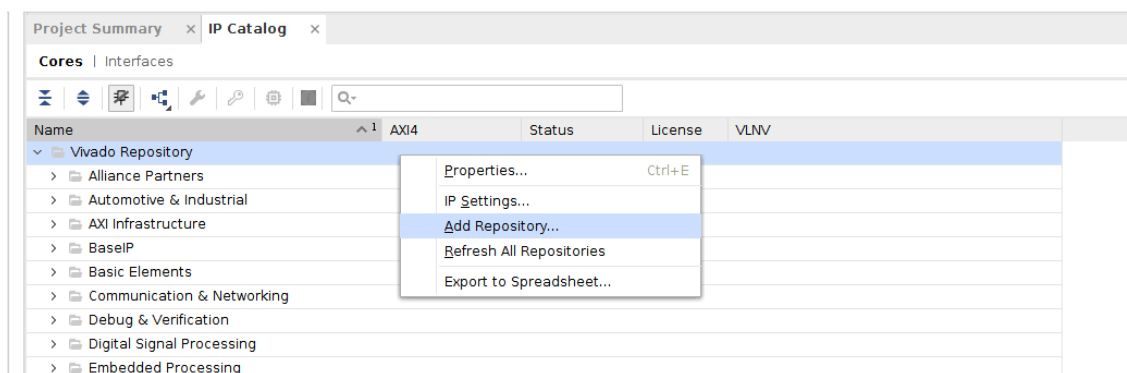 Project Summary × IP Catalog ×
Cores | Interfaces
Name 1 AXI4 Status License VLNV
Vivado Repository
Alliance Partners
Automotive & Industrial
AXI Infrastructure
BaseIP
Basic Elements
Communication & Networking
Debug & Verification
Digital Signal Processing
Embedded Processing
Properties... Ctrl+E
IP Settings...
Add Repository...
Refresh All Repositories
Export to Spreadsheet...